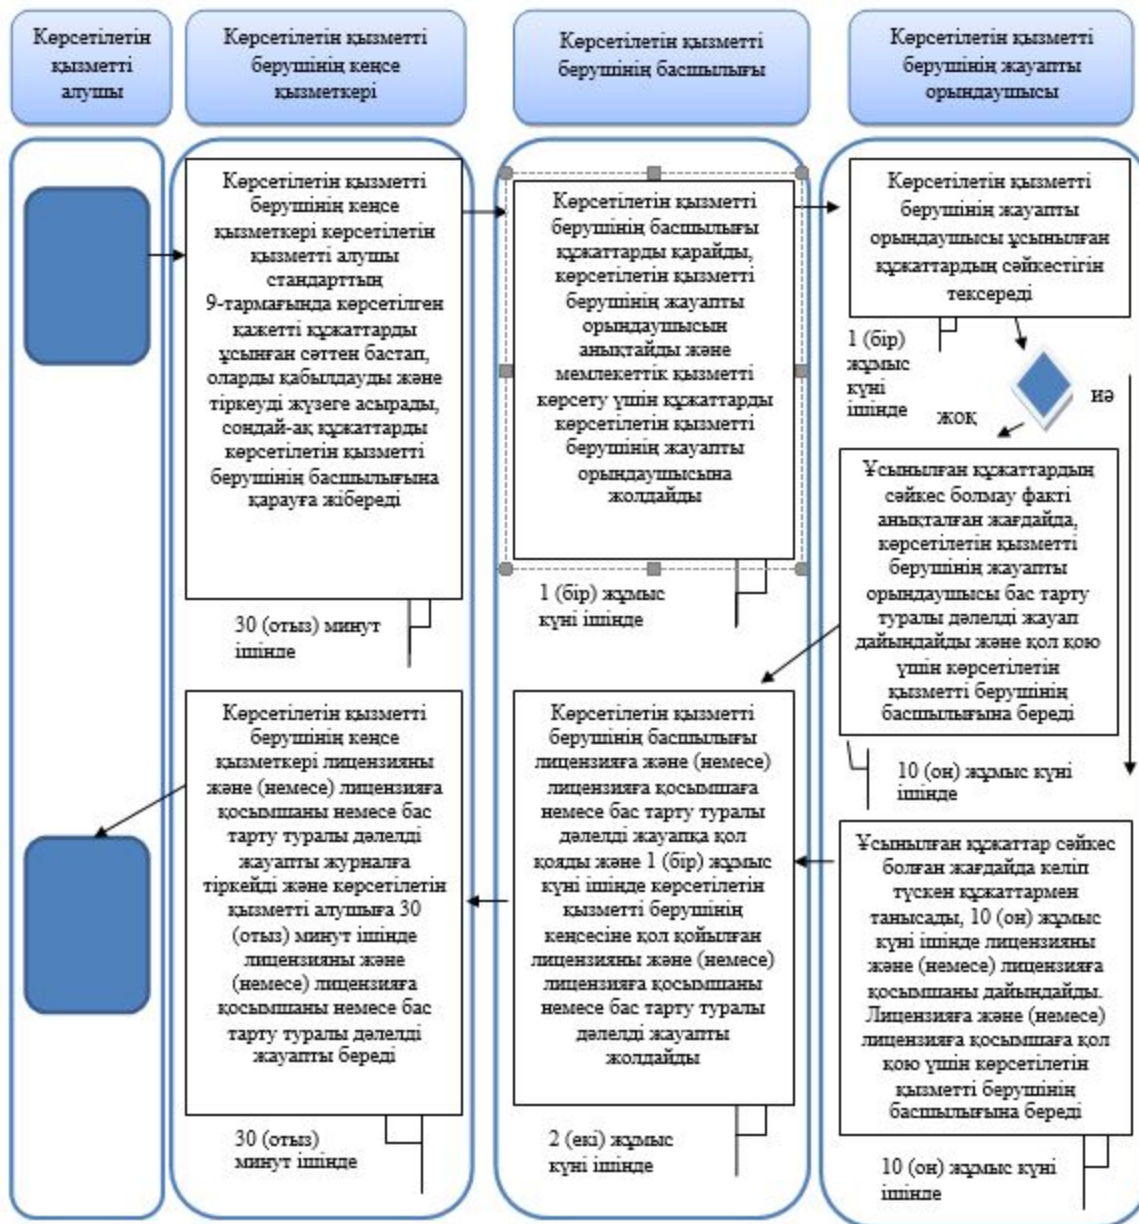 Көрсетілетін
қызметті
алушы
Көрсетілетін қызметті
берушінің кеңсе
қызметкері
Көрсетілетін қызметті
берушінің басшылығы
Көрсетілетін қызметті
берушінің жауапты
орындаушысы
Көрсетілетін қызметті
берушінің кеңсе
қызметкері көрсетілетін
қызметті алушы
стандарттың
9-тармағында көрсетілген
қажетті құжаттарды
ұсынған сәттен бастап,
оларды қабылдауды және
тіркеуді жүзеге асырады,
сондай-ақ құжаттарды
көрсетілетін қызметті
берушінің басшылығына
қарауға жібереді
30 (отыз) минут
ішінде
Көрсетілетін қызметті
берушінің басшылығы
құжаттарды қарайды,
көрсетілетін қызметті
берушінің жауапты
орындаушысын
анықтайды және
мемлекеттік қызметті
көрсету үшін құжаттарды
көрсетілетін қызметті
берушінің жауапты
орындаушысына
жолдайды
1 (бір) жұмыс
күні ішінде
Көрсетілетін қызметті
берушінің жауапты
орындаушысы ұсынылған
құжаттардың сәйкестігін
тексереді
1 (бір)
жұмыс
күні
ішінде
жоқ
иә
Ұсынылған құжаттардың
сәйкес болмау факті
анықталған жағдайда,
көрсетілетін қызметті
берушінің жауапты
орындаушысы бас тарту
туралы дәлелді жауап
дайындайды және қол қою
үшін көрсетілетін
қызметті берушінің
басшылығына береді
10 (он) жұмыс күні
ішінде
Көрсетілетін қызметті
берушінің кеңсе
қызметкері лицензияны
және (немесе) лицензияға
қосымшаны немесе бас
тарту туралы дәлелді
жауапты журналға
тіркейді және көрсетілетін
қызметті алушыға 30
(отыз) минут ішінде
лицензияны және
(немесе) лицензияға
қосымшаны немесе бас
тарту туралы дәлелді
жауапты береді
30 (отыз)
минут ішінде
Көрсетілетін қызметті
берушінің басшылығы
лицензияға және (немесе)
лицензияға қосымшаға
немесе бас тарту туралы
дәлелді жауапқа қол
қояды және 1 (бір) жұмыс
күні ішінде көрсетілетін
қызметті берушінің
кеңсесіне қол қойылған
лицензияны және (немесе)
лицензияға қосымшаны
немесе бас тарту туралы
дәлелді жауапты
жолдайды
2 (екі) жұмыс
күні ішінде
Ұсынылған құжаттар сәйкес
болған жағдайда келіп
түскен құжаттармен
танысады, 10 (он) жұмыс
күні ішінде лицензияны
және (немесе) лицензияға
қосымшаны дайындайды.
Лицензияға және (немесе)
лицензияға қосымшаға қол
қою үшін көрсетілетін
қызметті берушінің
басшылығына береді
10 (он) жұмыс күні
ішінде